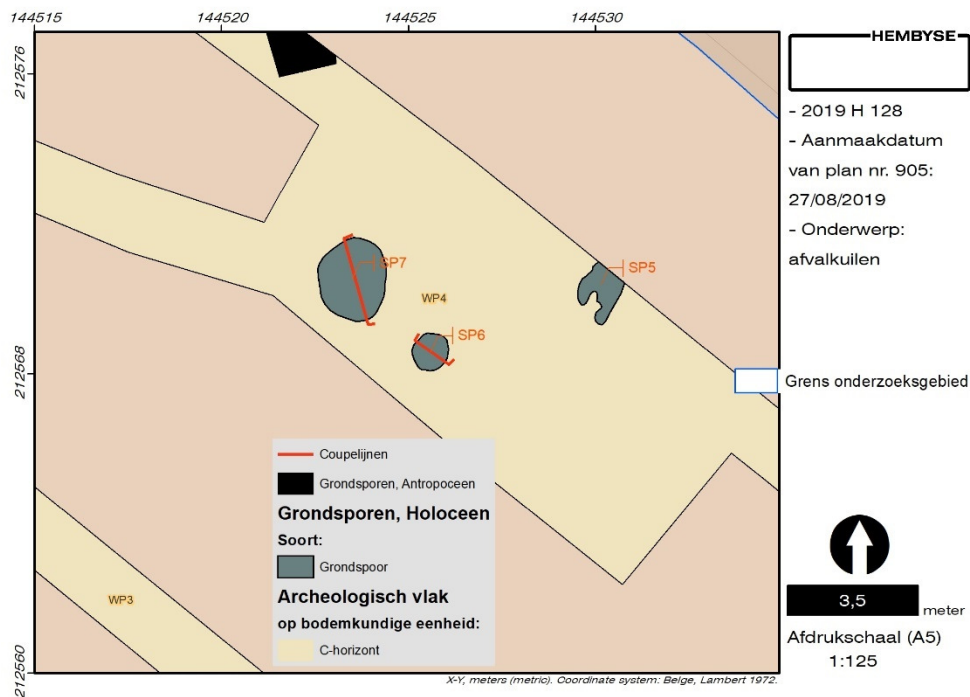 144515 144520 144525 144530
212576
212568
212560
HEMBYSE
- 2019 H 128
- Aanmaakdatum
van plan nr. 905:
27/08/2019
- Onderwerp:
afvalkuilen
SP7
SP5
WP4
SP6
Grens onderzoeksgebied
Coupelijnen
Grondsporen, Antropoceen
Grondsporen, Holoceen
Soort:
Grondspoor
Archeologisch vlak
op bodemkundige eenheid:
C-horizont
WP3
3,5 meter
Afdrukschaal (A5)
1:125
X-Y, meters (metric). Coordinate system: Belge, Lambert 1972.